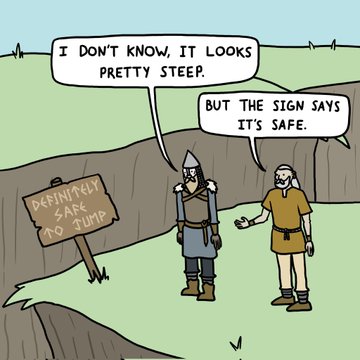 I DON'T KNOW, IT LOOKS
PRETTY STEEP.
BUT THE SIGN SAYS
IT'S SAFE.
DEFINITELY
SAFE
TO JUMP